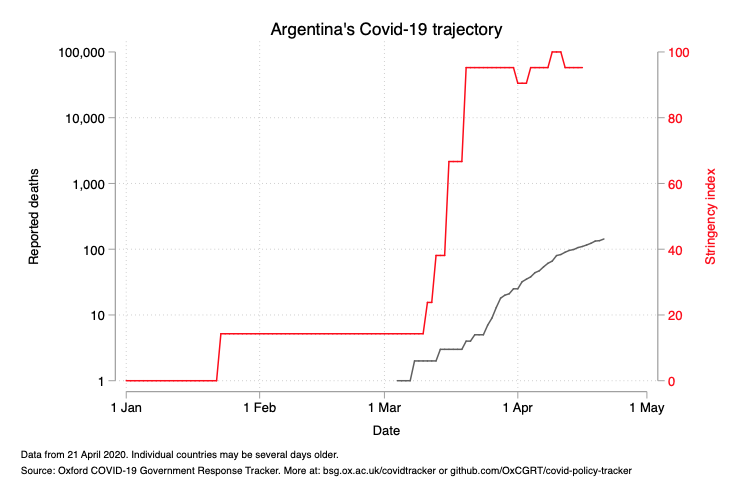 Argentina's Covid-19 trajectory
100,000
10,000
1,000
100
10
1
Reported deaths
100
80
60
40
20
0
Stringency index
1 Jan
1 Feb
1 Mar
1 Apr
1 May
Date
Data from 21 April 2020. Individual countries may be several days older.
Source: Oxford COVID-19 Government Response Tracker. More at: bsg.ox.ac.uk/covidtracker or github.com/OxCGRT/covid-policy-tracker